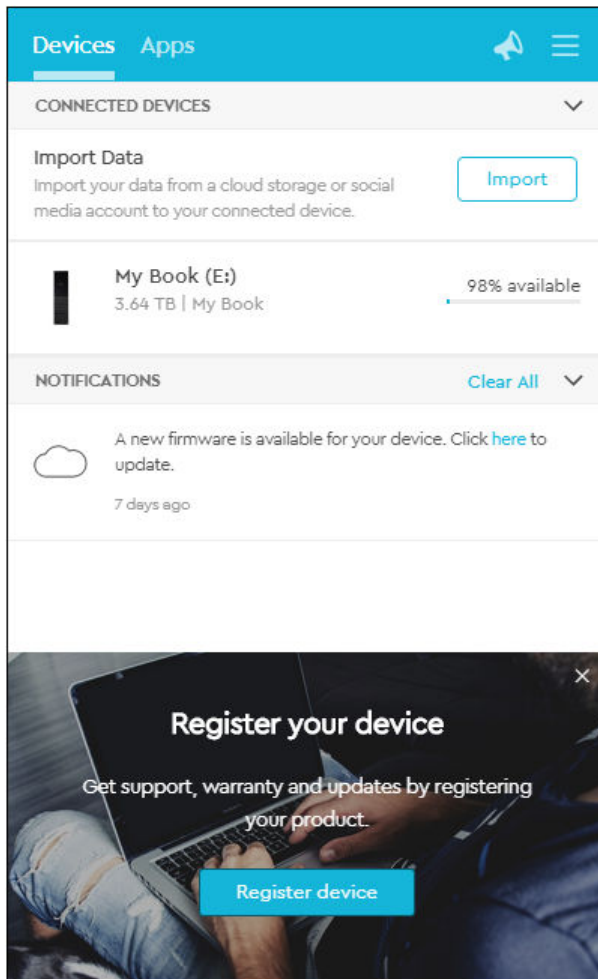 Devices Apps
CONNECTED DEVICES
Import Data
Import your data from a cloud storage or social
media account to your connected device.
Import
My Book (E:)
3.64 TB | My Book
98% available
NOTIFICATIONS
Clear All
A new firmware is available for your device. Click here to
update.
7 days ago
Register your device
Get support, warranty and updates by registering
your product.
Register device